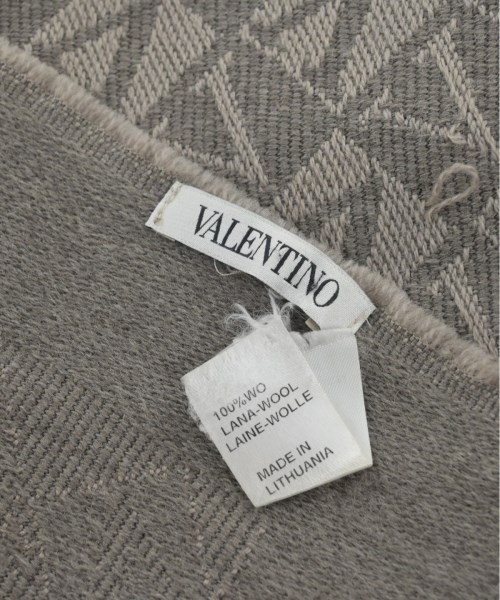 VALENTINO
100%WO
LANA-WOOL
LAINE-WOLLE
MADE IN
LITHUANIA